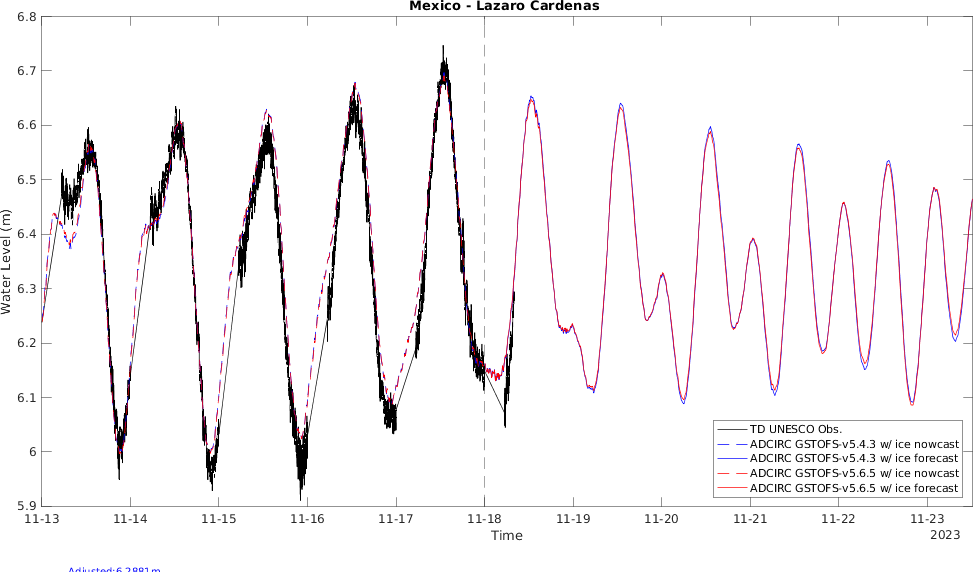 Mexico - Lazaro Cardenas
6.8
6.7
6.6
6.5
6.4
6.3
6.2
6.1
6
5.9
Water Level (m)
TD UNESCO Obs.
ADCIRC GSTOFS-v5.4.3 w/ ice nowcast
ADCIRC GSTOFS-v5.4.3 w/ ice forecast
ADCIRC GSTOFS-v5.6.5 w/ ice nowcast
ADCIRC GSTOFS-v5.6.5 w/ ice forecast
11-13 11-14 11-15 11-16 11-17 11-18 11-19 11-20 11-21 11-22 11-23
Time
2023
Adjusted:6.2881m